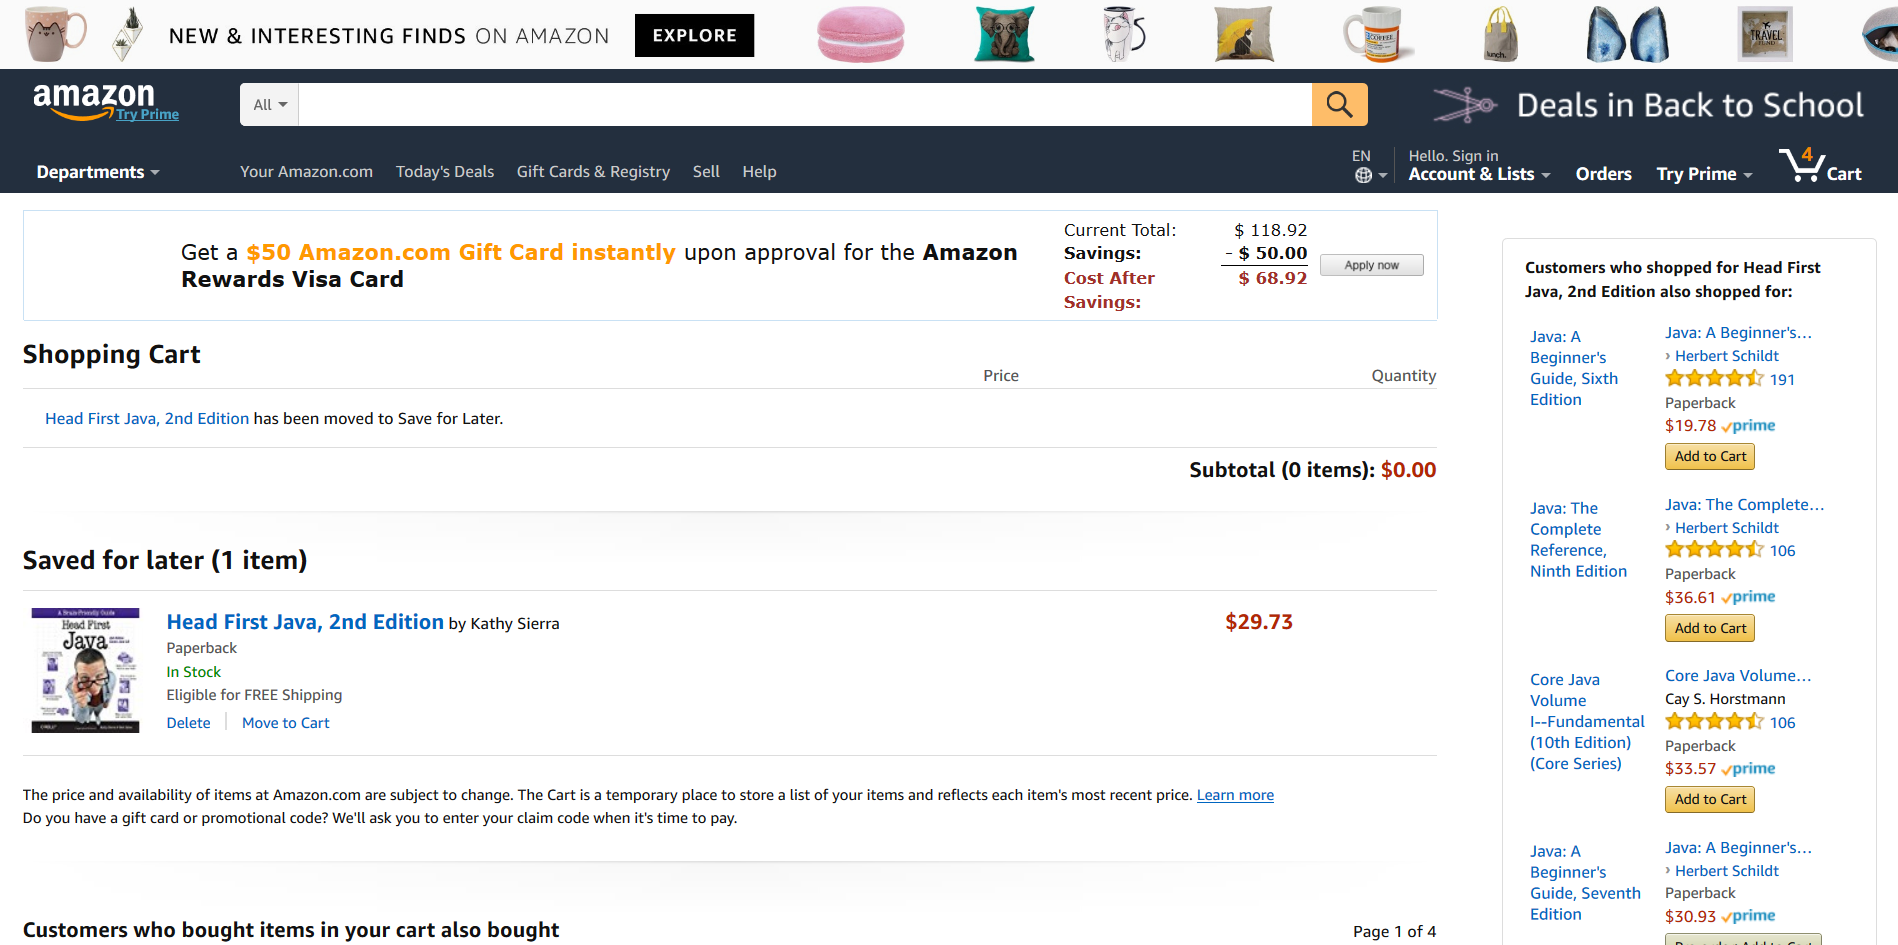 NEW & INTERESTING FINDS ON AMAZON
EXPLORE
COFFEE
lunch.
TRAVEL
FUND
amazon
Try Prime
All
Deals in Back to School
Departments
Your Amazon.com
Today's Deals
Gift Cards & Registry
Sell
Help
EN
Hello. Sign in
Account & Lists
Orders
Try Prime
4
Cart
Get a $50 Amazon.com Gift Card instantly upon approval for the Amazon
Rewards Visa Card
Current Total: $ 118.92
Savings: - $ 50.00
Cost After $ 68.92
Savings:
Apply now
Shopping Cart
Price
Quantity
Head First Java, 2nd Edition has been moved to Save for Later.
Subtotal (0 items): $0.00
Saved for later (1 item)
A Brain-Friendly Guide
Head First
Java
Head First Java, 2nd Edition by Kathy Sierra
$29.73
Paperback
In Stock
Eligible for FREE Shipping
Delete
Move to Cart
The price and availability of items at Amazon.com are subject to change. The Cart is a temporary place to store a list of your items and reflects each item's most recent price. Learn more
Do you have a gift card or promotional code? We'll ask you to enter your claim code when it's time to pay.
Customers who bought items in your cart also bought
Page 1 of 4
Customers who shopped for Head First
Java, 2nd Edition also shopped for:
Java: A
Beginner's
Guide, Sixth
Edition
Java: A Beginner's...
› Herbert Schildt
191
Paperback
$19.78 prime
Add to Cart
Java: The
Complete
Reference,
Ninth Edition
Java: The Complete...
› Herbert Schildt
106
Paperback
$36.61 prime
Add to Cart
Core Java
Volume
I--Fundamental
(10th Edition)
(Core Series)
Core Java Volume...
Cay S. Horstmann
106
Paperback
$33.57 prime
Add to Cart
Java: A
Beginner's
Guide, Seventh
Edition
Java: A Beginner's...
› Herbert Schildt
Paperback
$30.93 prime